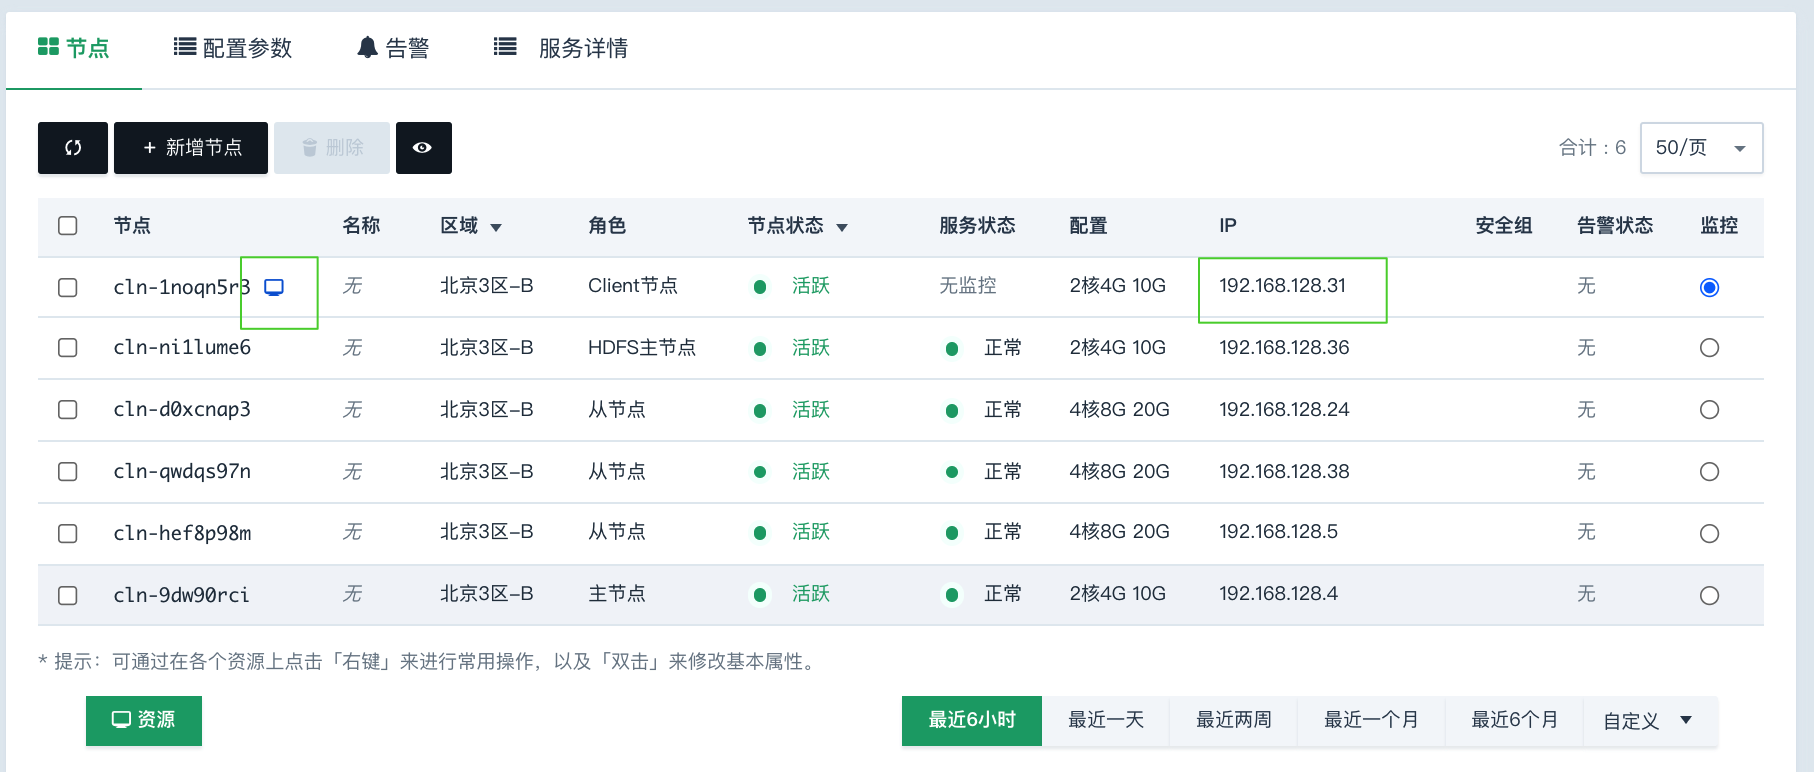 节点 配置参数 告警 服务详情
+ 新增节点 删除 合计：6 50/页
节点 名称 区域 角色 节点状态 服务状态 配置 IP 安全组 告警状态 监控
cln-1noqn5r3 无 北京3区-B Client节点 活跃 无监控 2核4G 10G 192.168.128.31 无
cln-ni1lume6 无 北京3区-B HDFS主节点 活跃 正常 2核4G 10G 192.168.128.36 无
cln-d0xcnap3 无 北京3区-B 从节点 活跃 正常 4核8G 20G 192.168.128.24 无
cln-qwdqs97n 无 北京3区-B 从节点 活跃 正常 4核8G 20G 192.168.128.38 无
cln-hef8p98m 无 北京3区-B 从节点 活跃 正常 4核8G 20G 192.168.128.5 无
cln-9dw90rci 无 北京3区-B 主节点 活跃 正常 2核4G 10G 192.168.128.4 无
* 提示：可通过在各个资源上点击「右键」来进行常用操作，以及「双击」来修改基本属性。
资源 最近6小时 最近一天 最近两周 最近一个月 最近6个月 自定义